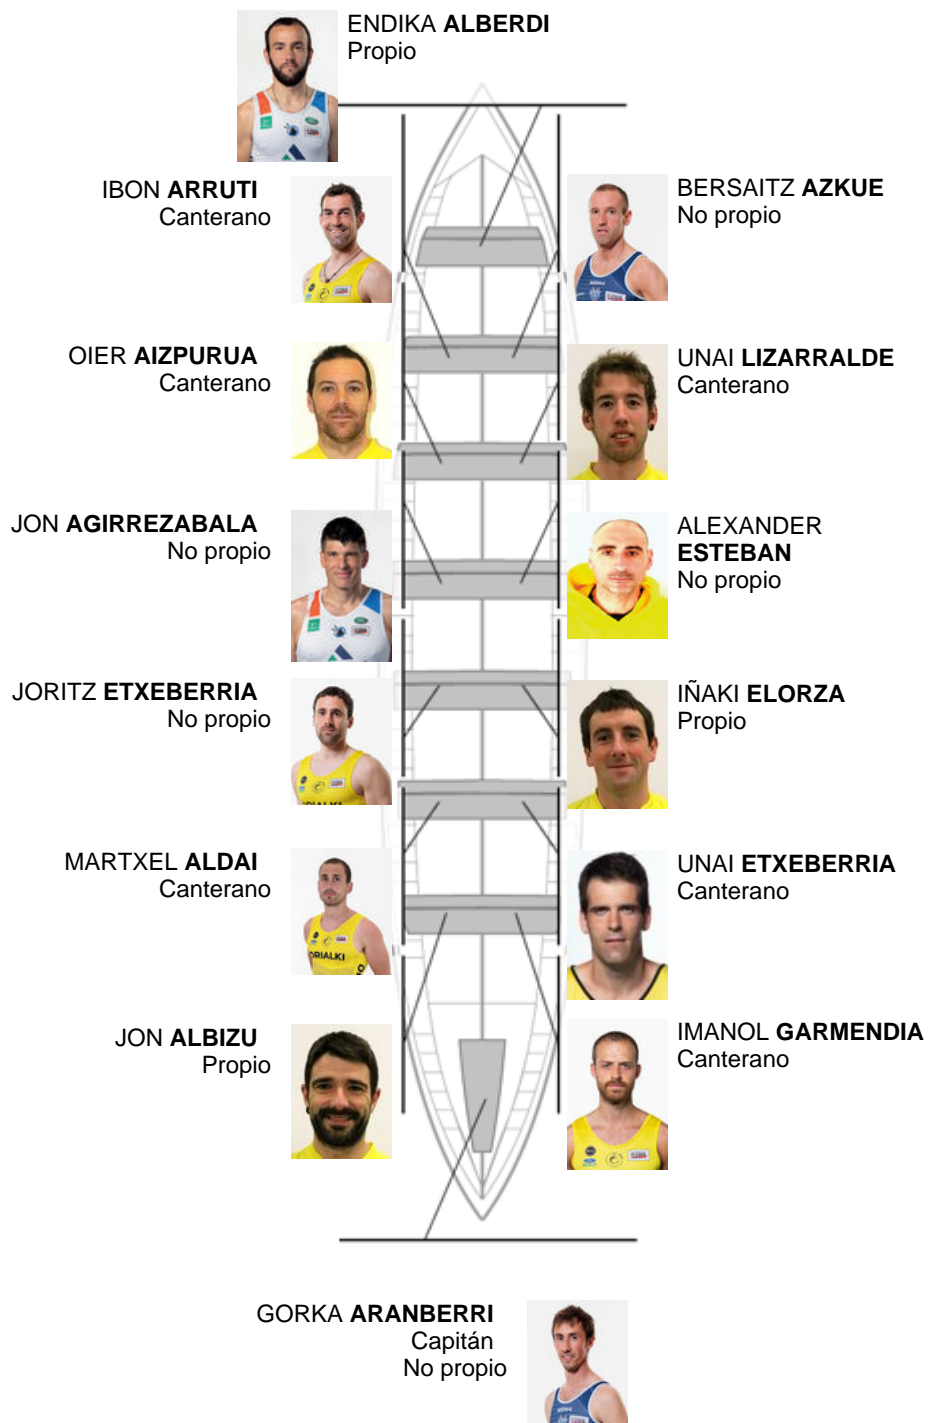 ENDIKA ALBERDI
Propio
IBON ARRUTI
Canterano
BERSAITZ AZKUE
No propio
OIER AIZPURUA
Canterano
UNAI LIZARRALDE
Canterano
JON AGIRREZABALA
No propio
ALEXANDER
ESTEBAN
No propio
JORITZ ETXEBERRIA
No propio
IÑAKI ELORZA
Propio
MARTXEL ALDAI
Canterano
UNAI ETXEBERRIA
Canterano
JON ALBIZU
Propio
IMANOL GARMENDIA
Canterano
GORKA ARANBERRI
Capitán
No propio